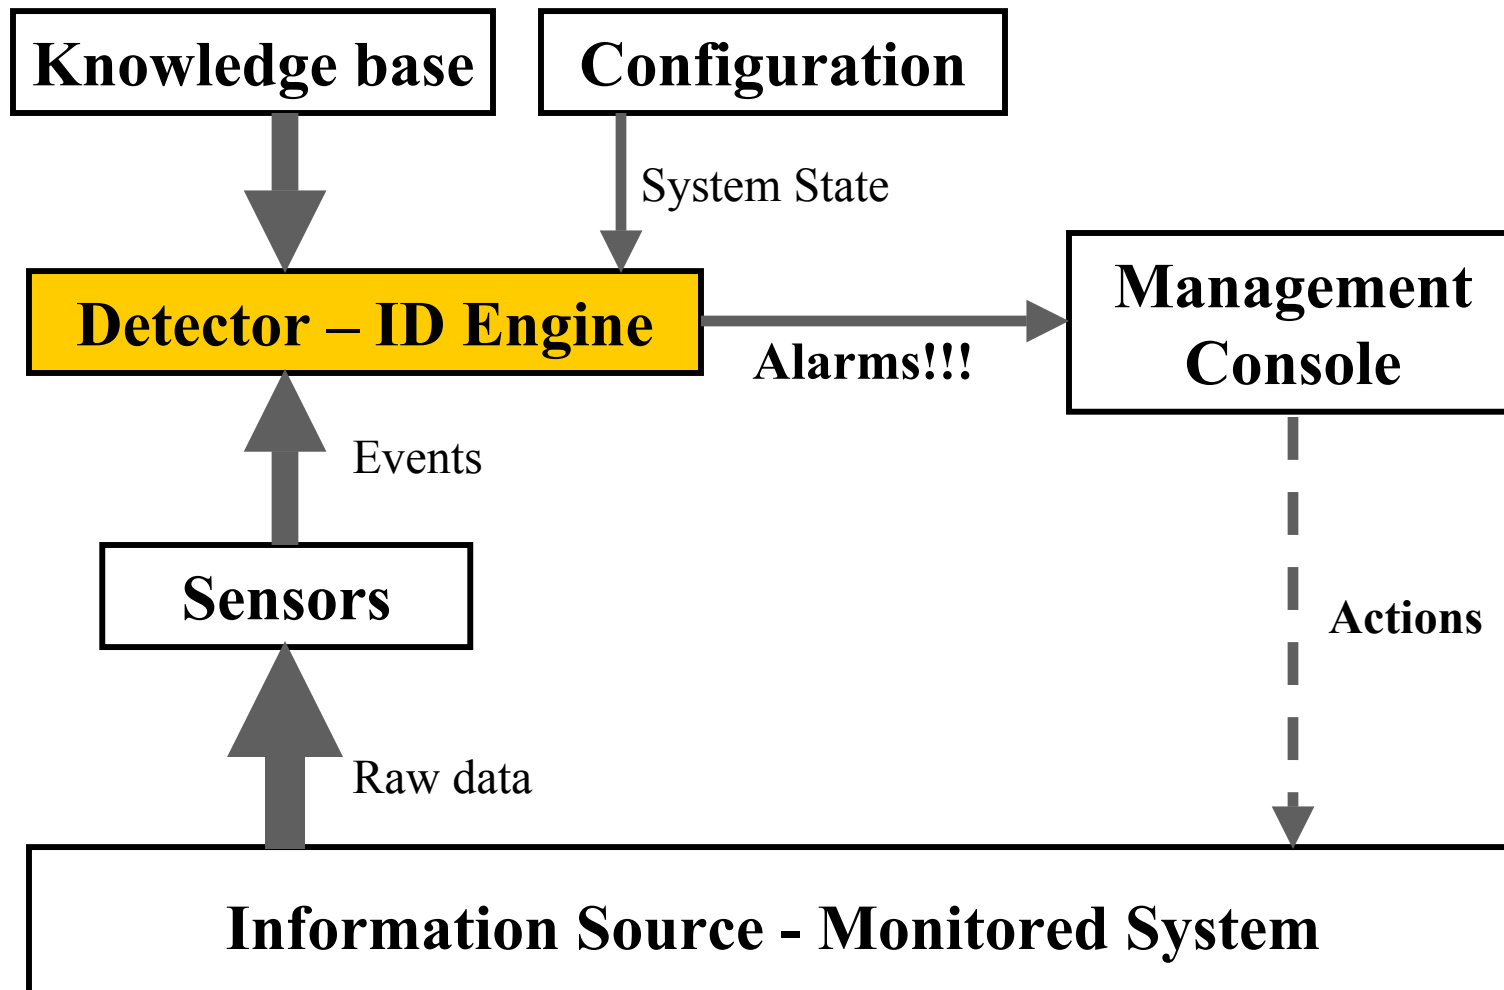 Knowledge base
Configuration
System State
Detector – ID Engine
Management
Console
Alarms!!!
Events
Sensors
Actions
Raw data
Information Source - Monitored System